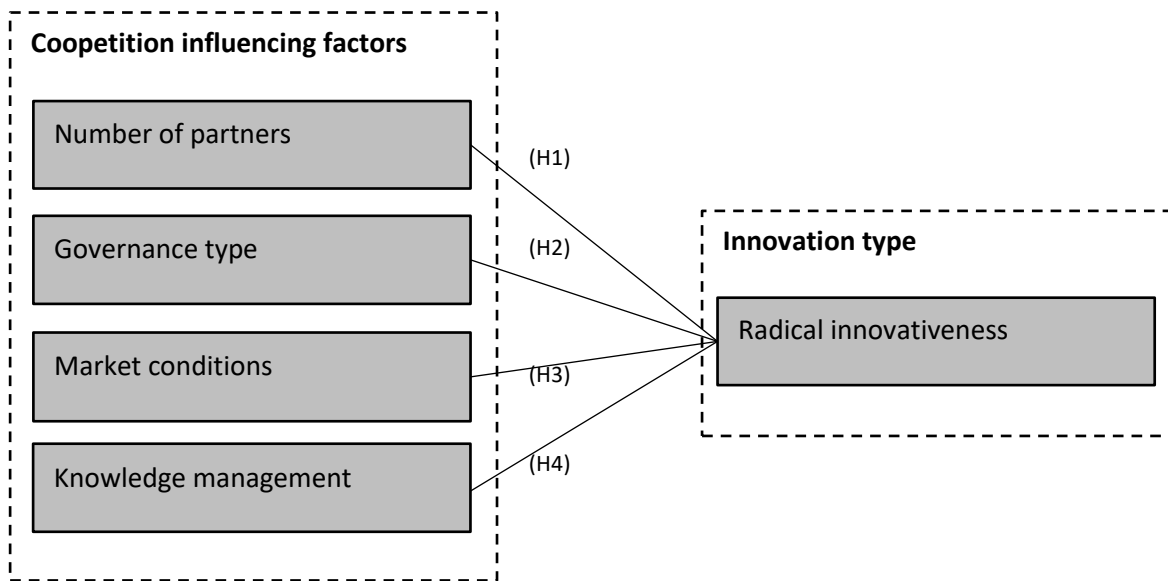 Coopetition influencing factors
Number of partners
(H1)
Governance type
(H2)
Market conditions
(H3)
Knowledge management
(H4)
Innovation type
Radical innovativeness